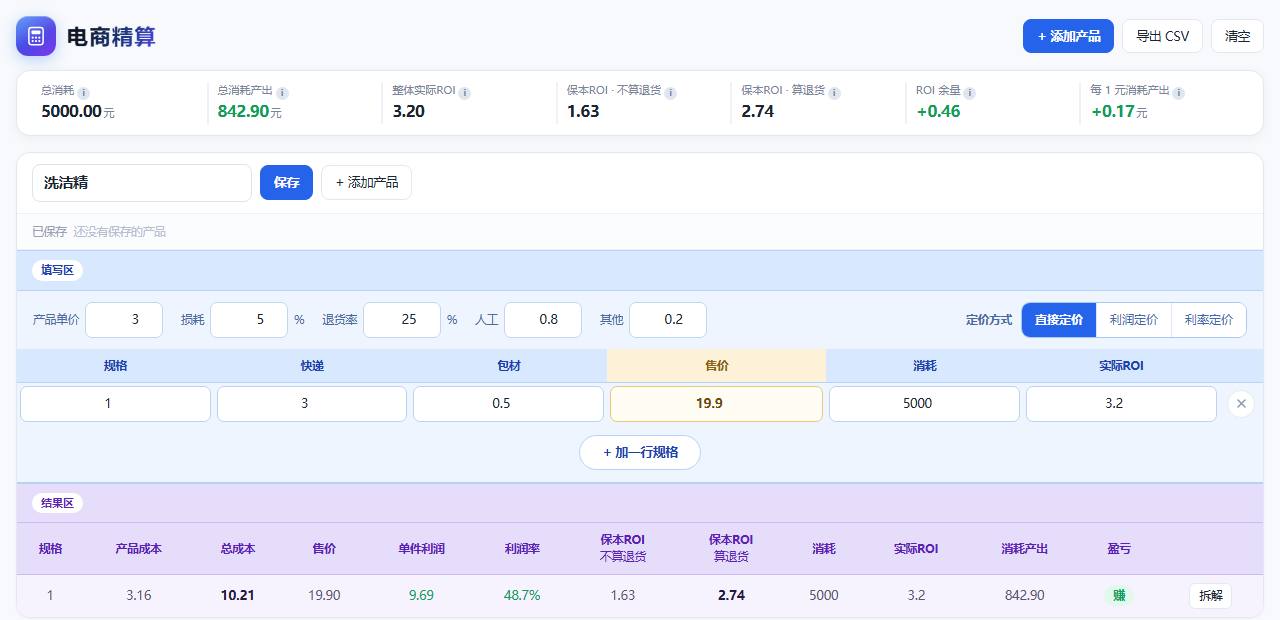 电商精算
+ 添加产品
导出 CSV
清空
总消耗 i
5000.00元
总消耗产出 i
842.90元
整体实际ROI i
3.20
保本ROI · 不算退货 i
1.63
保本ROI · 算退货 i
2.74
ROI 余量 i
+0.46
每 1 元消耗产出 i
+0.17元
洗洁精
保存
+ 添加产品
已保存 还没有保存的产品
填写区
产品单价 3 损耗 5 % 退货率 25 % 人工 0.8 其他 0.2 定价方式 直接定价 利润定价 利率定价
规格 快递 包材 售价 消耗 实际ROI
1 3 0.5 19.9 5000 3.2 ×
+ 加一行规格
结果区
规格 产品成本 总成本 售价 单件利润 利润率 保本ROI 不算退货 保本ROI 算退货 消耗 实际ROI 消耗产出 盈亏
1 3.16 10.21 19.90 9.69 48.7% 1.63 2.74 5000 3.2 842.90 赚 拆解